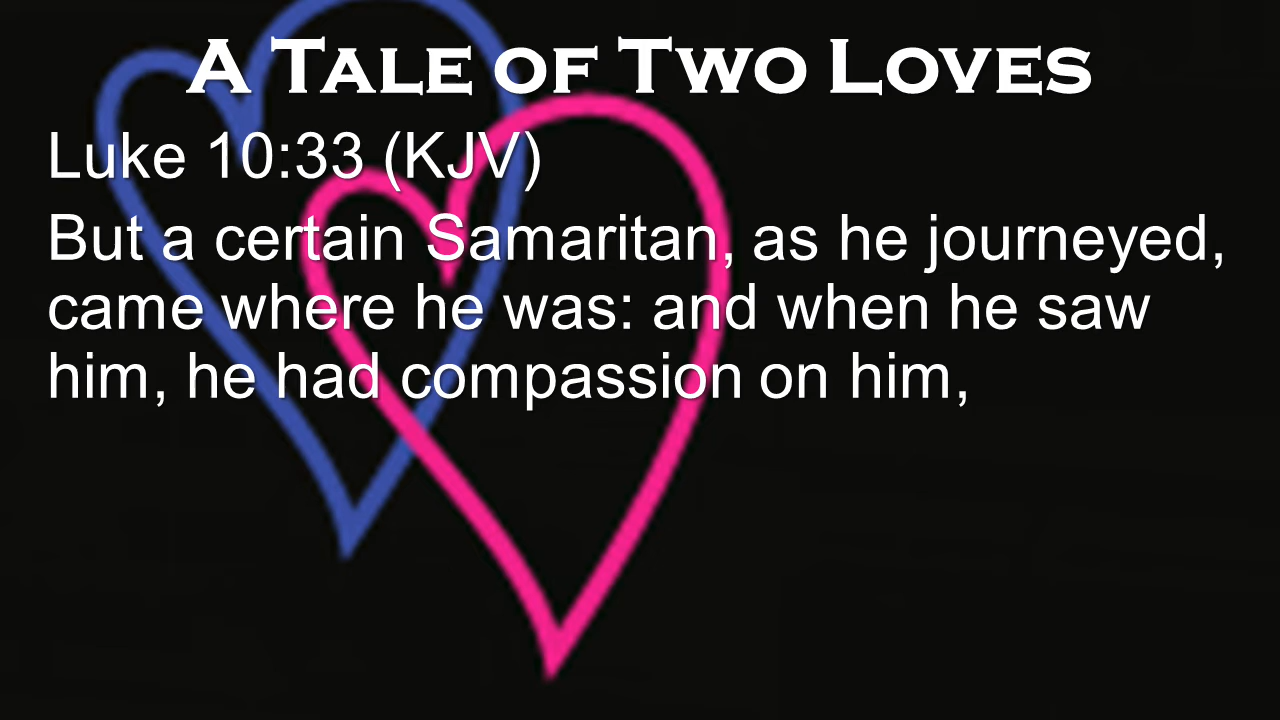 A Tale of Two Loves
Luke 10:33 (KJV)
But a certain Samaritan, as he journeyed,
came where he was: and when he saw
him, he had compassion on him,